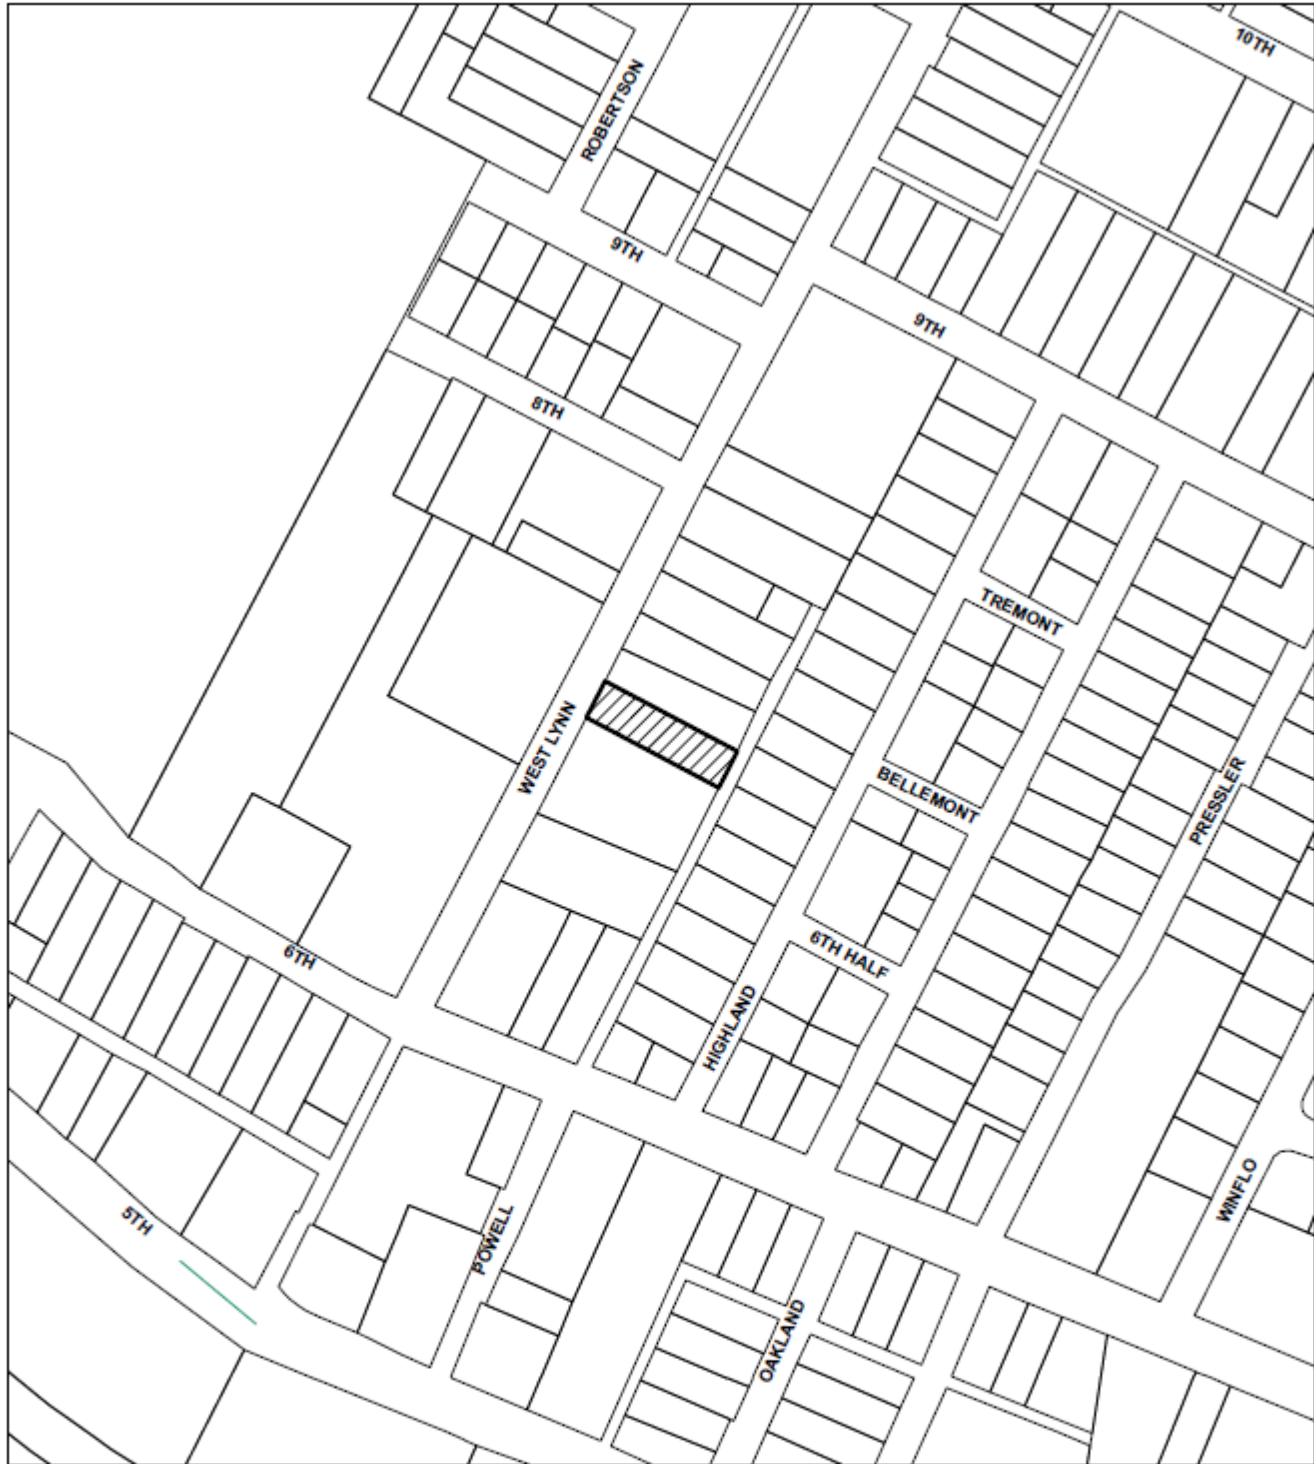 10TH
ROBERTSON
9TH
9TH
8TH
TREMONT
WEST LYNN
BELLEMONT
PRESSLER
6TH
6TH HALF
HIGHLAND
5TH
POWELL
WINFLO
OAKLAND